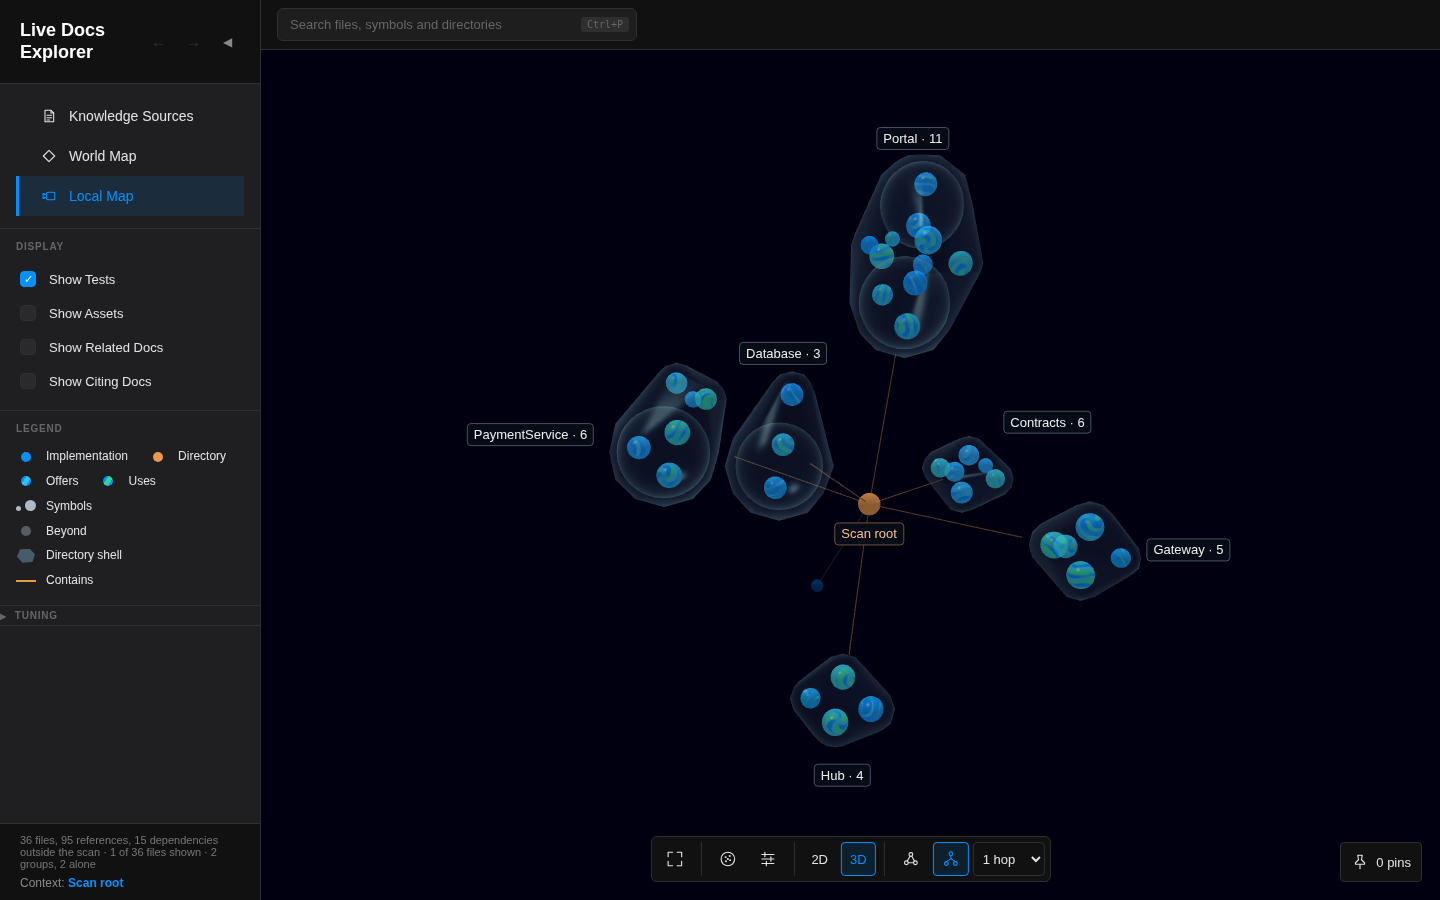 Live Docs
Explorer
Search files, symbols and directories
Ctrl+P
Knowledge Sources
World Map
Local Map
DISPLAY
Show Tests
Show Assets
Show Related Docs
Show Citing Docs
LEGEND
Implementation
Directory
Offers
Uses
Symbols
Beyond
Directory shell
Contains
TUNING
36 files, 95 references, 15 dependencies
outside the scan · 1 of 36 files shown · 2
groups, 2 alone
Context: Scan root
Portal · 11
Database · 3
PaymentService · 6
Contracts · 6
Scan root
Gateway · 5
Hub · 4
2D
3D
1 hop
0 pins